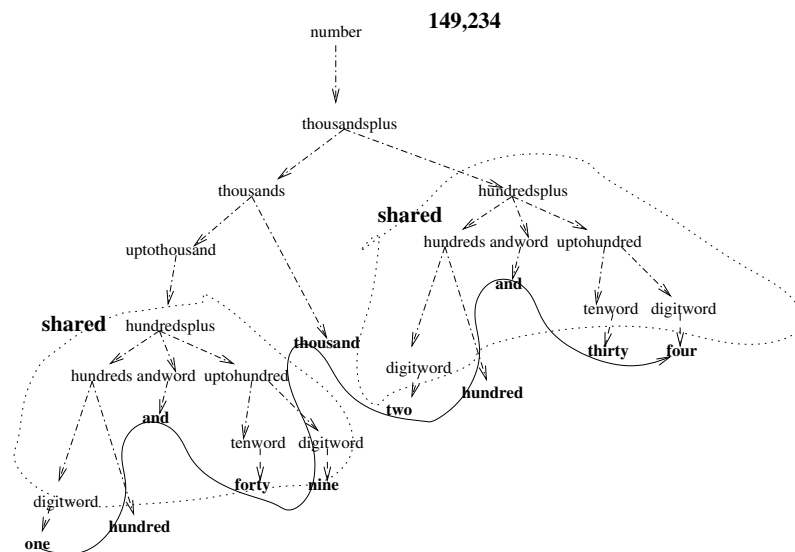 149,234
number
thousandsplus
thousands hundredsplus
shared
hundreds andword uptohundred
uptothousand
and
tenword digitword
shared hundredsplus
thousand
thirty four
digitword
hundreds andword uptohundred
hundred
two
and
tenword digitword
forty nine
digitword
hundred
one